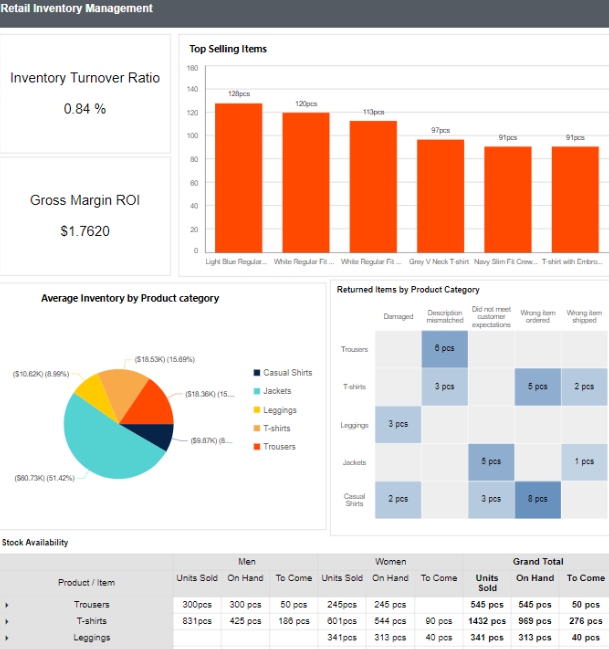 Retail Inventory Management
Inventory Turnover Ratio
0.84 %
Gross Margin ROI
$1.7620
Top Selling Items
160
140
120
100
80
60
40
20
0
128pcs
120pcs
113pcs
97pcs
91pcs
91pcs
Light Blue Regular... White Regular Fit ... White Regular Fit ... Grey V Neck T-shirt Navy Slim Fit Crew... T-shirt with Embro...
Average Inventory by Product category
($18.53K) (15.69%)
($10.62K) (8.99%)
($18.36K) (15....
($9.87K) (8....
($60.73K) (51.42%)
Casual Shirts
Jackets
Leggings
T-shirts
Trousers
Returned Items by Product Category
Damaged
Description
mismatched
Did not meet
customer
expectations
Wrong item
ordered
Wrong item
shipped
Trousers 6 pcs
T-shirts 3 pcs 5 pcs 2 pcs
Leggings 3 pcs
Jackets 5 pcs 1 pcs
Casual
Shirts
2 pcs 3 pcs 8 pcs
Stock Availability
Men Women Grand Total
Product / Item Units Sold On Hand To Come Units Sold On Hand To Come Units Sold On Hand To Come
Trousers 300pcs 300 pcs 50 pcs 245pcs 245 pcs 545 pcs 545 pcs 50 pcs
T-shirts 831pcs 425 pcs 186 pcs 601pcs 544 pcs 90 pcs 1432 pcs 969 pcs 276 pcs
Leggings 341pcs 313 pcs 40 pcs 341 pcs 313 pcs 40 pcs